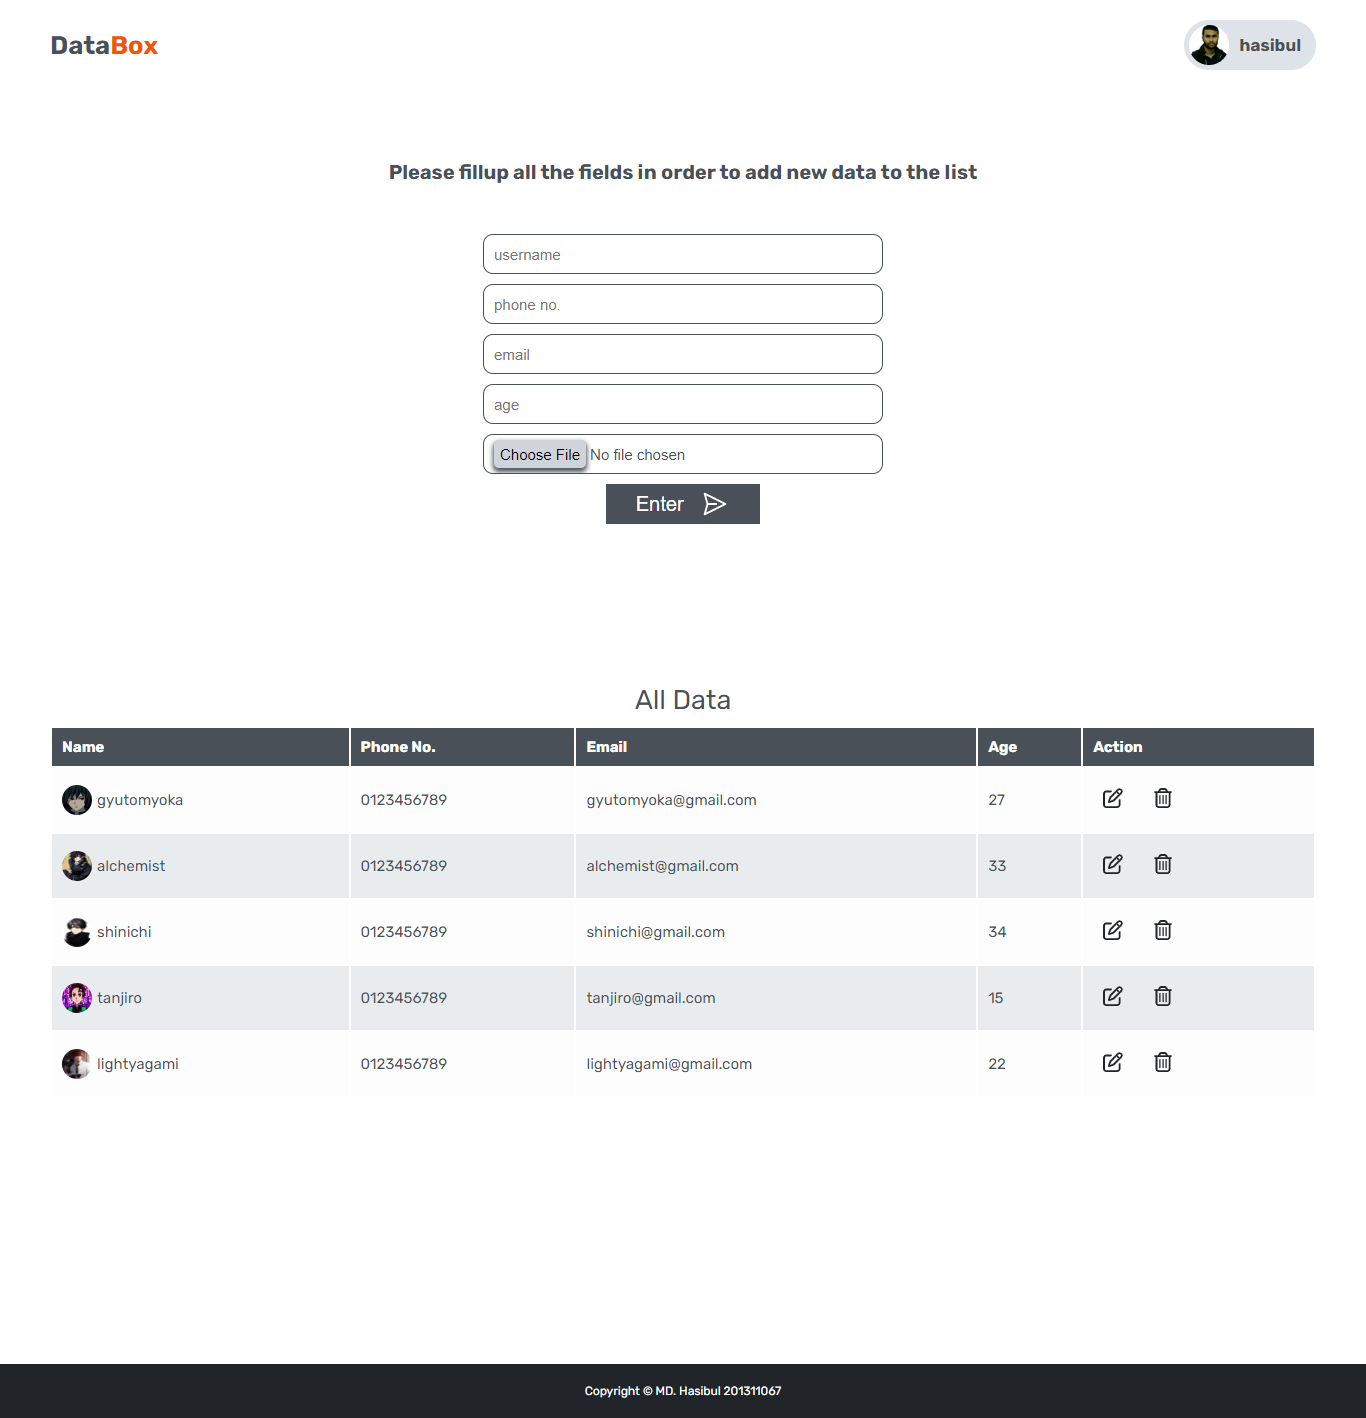 DataBox
hasibul
Please fillup all the fields in order to add new data to the list
username
phone no.
email
age
Choose File No file chosen
Enter
All Data
Name Phone No. Email Age Action
gyutomyoka 0123456789 gyutomyoka@gmail.com 27
alchemist 0123456789 alchemist@gmail.com 33
shinichi 0123456789 shinichi@gmail.com 34
tanjiro 0123456789 tanjiro@gmail.com 15
lightyagami 0123456789 lightyagami@gmail.com 22
Copyright © MD. Hasibul 201311067